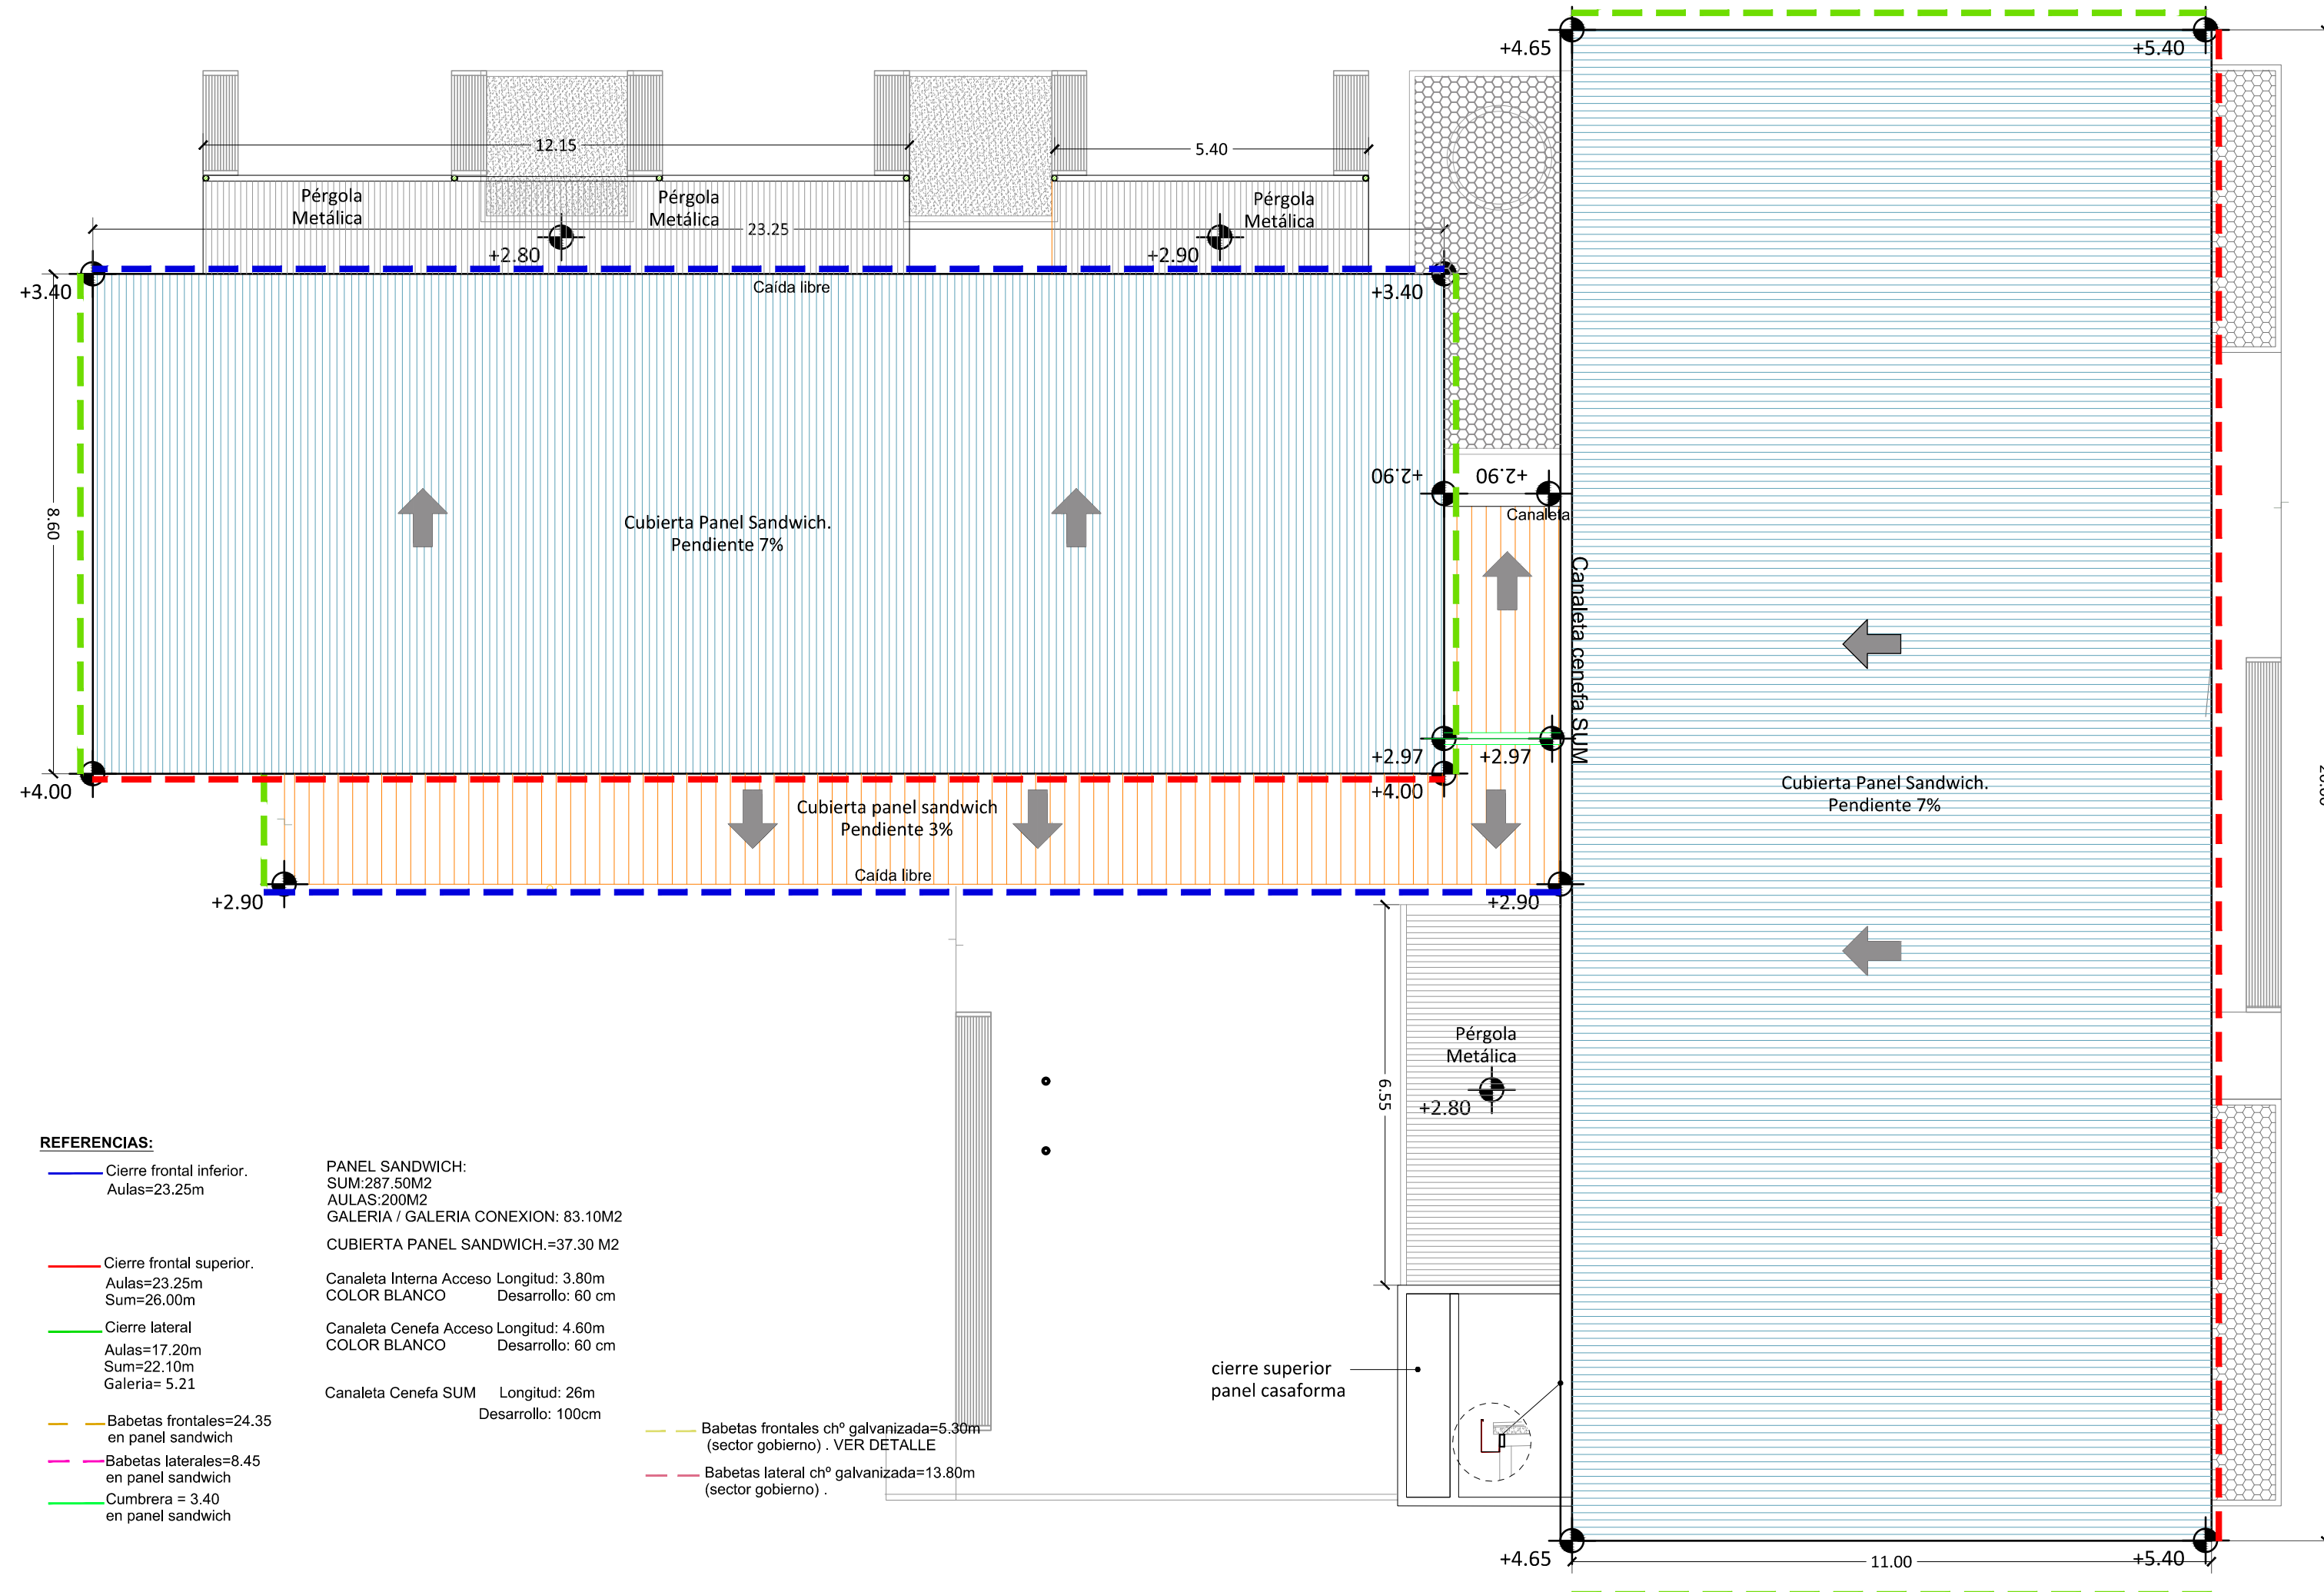 +4.65
+5.40
12.15
5.40
Pérgola
Metálica
Pérgola
Metálica
Pérgola
Metálica
23.25
+2.80
+2.90
+3.40
Caída libre
+3.40
8.60
+2.90
+2.90
Canaleta
Cubierta Panel Sandwich.
Pendiente 7%
Canaleta cenefa SUM
+2.97
+2.97
+4.00
+4.00
Cubierta Panel Sandwich.
Pendiente 7%
Cubierta panel sandwich
Pendiente 3%
Caída libre
+2.90
+2.90
Pérgola
Metálica
6.55
+2.80
REFERENCIAS:
Cierre frontal inferior.
Aulas=23.25m
Cierre frontal superior.
Aulas=23.25m
Sum=26.00m
Cierre lateral
Aulas=17.20m
Sum=22.10m
Galeria= 5.21
Babetas frontales=24.35
en panel sandwich
Babetas laterales=8.45
en panel sandwich
Cumbrera = 3.40
en panel sandwich
PANEL SANDWICH:
SUM:287.50M2
AULAS:200M2
GALERIA / GALERIA CONEXION: 83.10M2
CUBIERTA PANEL SANDWICH.=37.30 M2
Canaleta Interna Acceso Longitud: 3.80m
COLOR BLANCO Desarrollo: 60 cm
Canaleta Cenefa Acceso Longitud: 4.60m
COLOR BLANCO Desarrollo: 60 cm
Canaleta Cenefa SUM Longitud: 26m
Desarrollo: 100cm
Babetas frontales chº galvanizada=5.30m
(sector gobierno) . VER DETALLE
Babetas lateral chº galvanizada=13.80m
(sector gobierno) .
cierre superior
panel casaforma
+4.65
11.00
+5.40